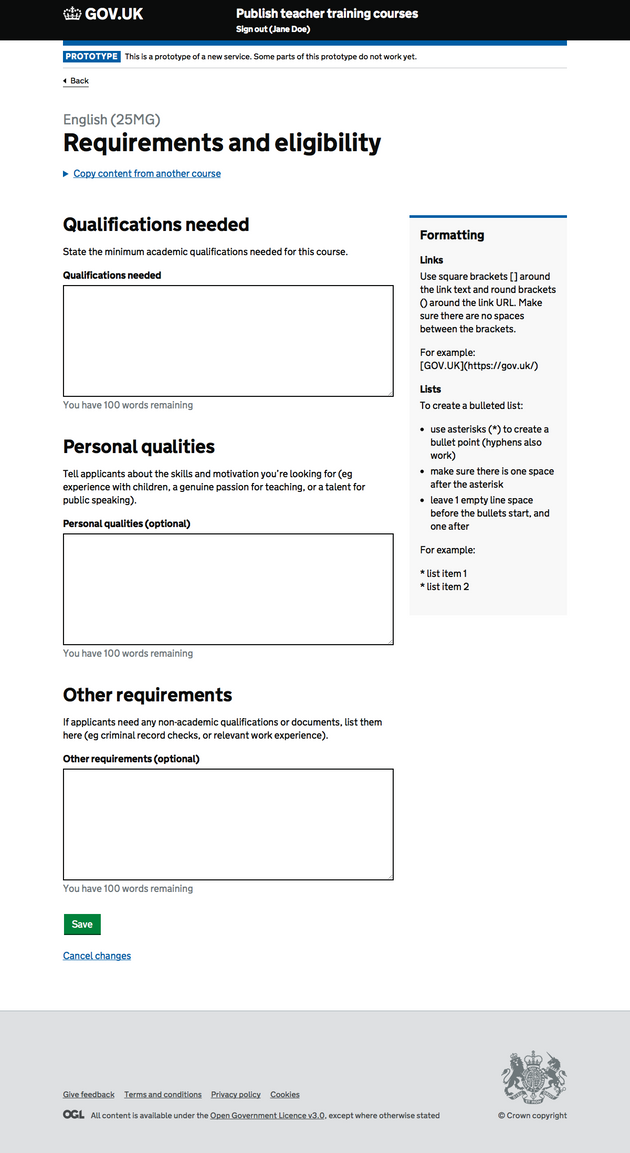 GOV.UK
Publish teacher training courses
Sign out (Jane Doe)
PROTOTYPE This is a prototype of a new service. Some parts of this prototype do not work yet.
Back
English (25MG)
Requirements and eligibility
Copy content from another course
Qualifications needed
State the minimum academic qualifications needed for this course.
Qualifications needed
You have 100 words remaining
Personal qualities
Tell applicants about the skills and motivation you're looking for (eg
experience with children, a genuine passion for teaching, or a talent for
public speaking).
Personal qualities (optional)
You have 100 words remaining
Other requirements
If applicants need any non-academic qualifications or documents, list them
here (eg criminal record checks, or relevant work experience).
Other requirements (optional)
You have 100 words remaining
Save
Cancel changes
Formatting
Links
Use square brackets [] around
the link text and round brackets
() around the link URL. Make
sure there are no spaces
between the brackets.
For example:
[GOV.UK](https://gov.uk/)
Lists
To create a bulleted list:
• use asterisks (*) to create a
bullet point (hyphens also
work)
• make sure there is one space
after the asterisk
• leave 1 empty line space
before the bullets start, and
one after
For example:
* list item 1
* list item 2
Give feedback Terms and conditions Privacy policy Cookies
OGL All content is available under the Open Government Licence v3.0, except where otherwise stated
© Crown copyright